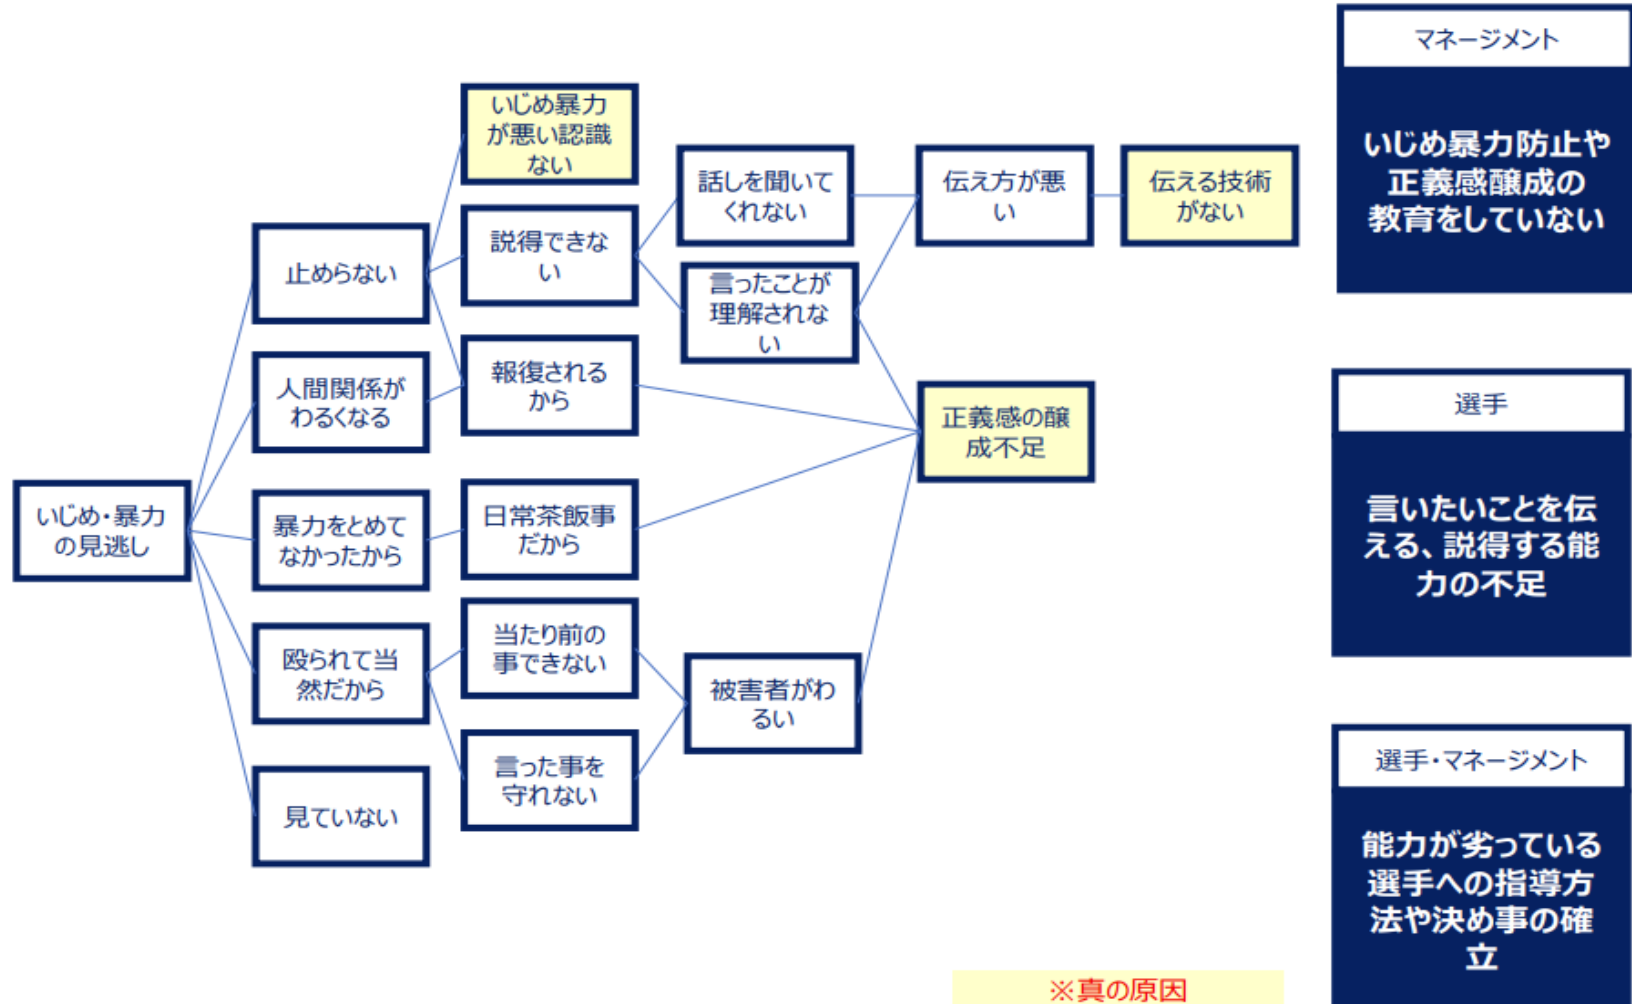 いじめ・暴力
の見逃し
止めらない
人間関係が
わるくなる
暴力をとめて
なかったから
殴られて当
然だから
見ていない
いじめ暴力
が悪い認識
ない
説得できな
い
報復される
から
日常茶飯事
だから
当たり前の
事できない
言った事を
守れない
話しを聞いて
くれない
言ったことが
理解されな
い
被害者がわ
るい
伝え方が悪
い
正義感の醸
成不足
伝える技術
がない
マネージメント
いじめ暴力防止や
正義感醸成の
教育をしていない
選手
言いたいことを伝
える、説得する能
力の不足
選手・マネージメント
能力が劣っている
選手への指導方
法や決め事の確
立
※真の原因